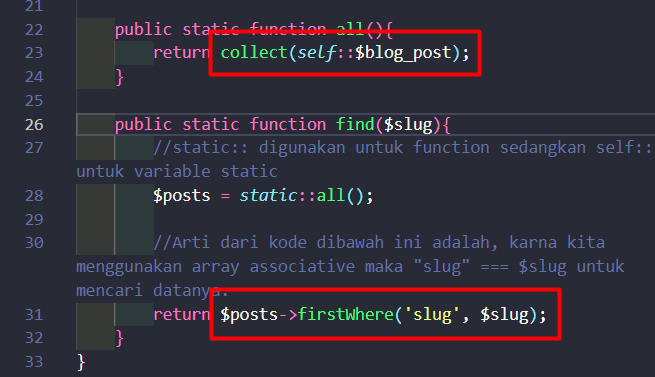 21
22 public static function all(){
23 return collect(self::$blog_post);
24 }
25
26 public static function find($slug){
27 //static:: digunakan untuk function sedangkan self::
untuk variable static
28 $posts = static::all();
29
30 //Arti dari kode dibawah ini adalah, karna kita
menggunakan array associative maka "slug" === $slug untuk
mencari datanya.
31 return $posts->firstWhere('slug', $slug);
32 }
33 }